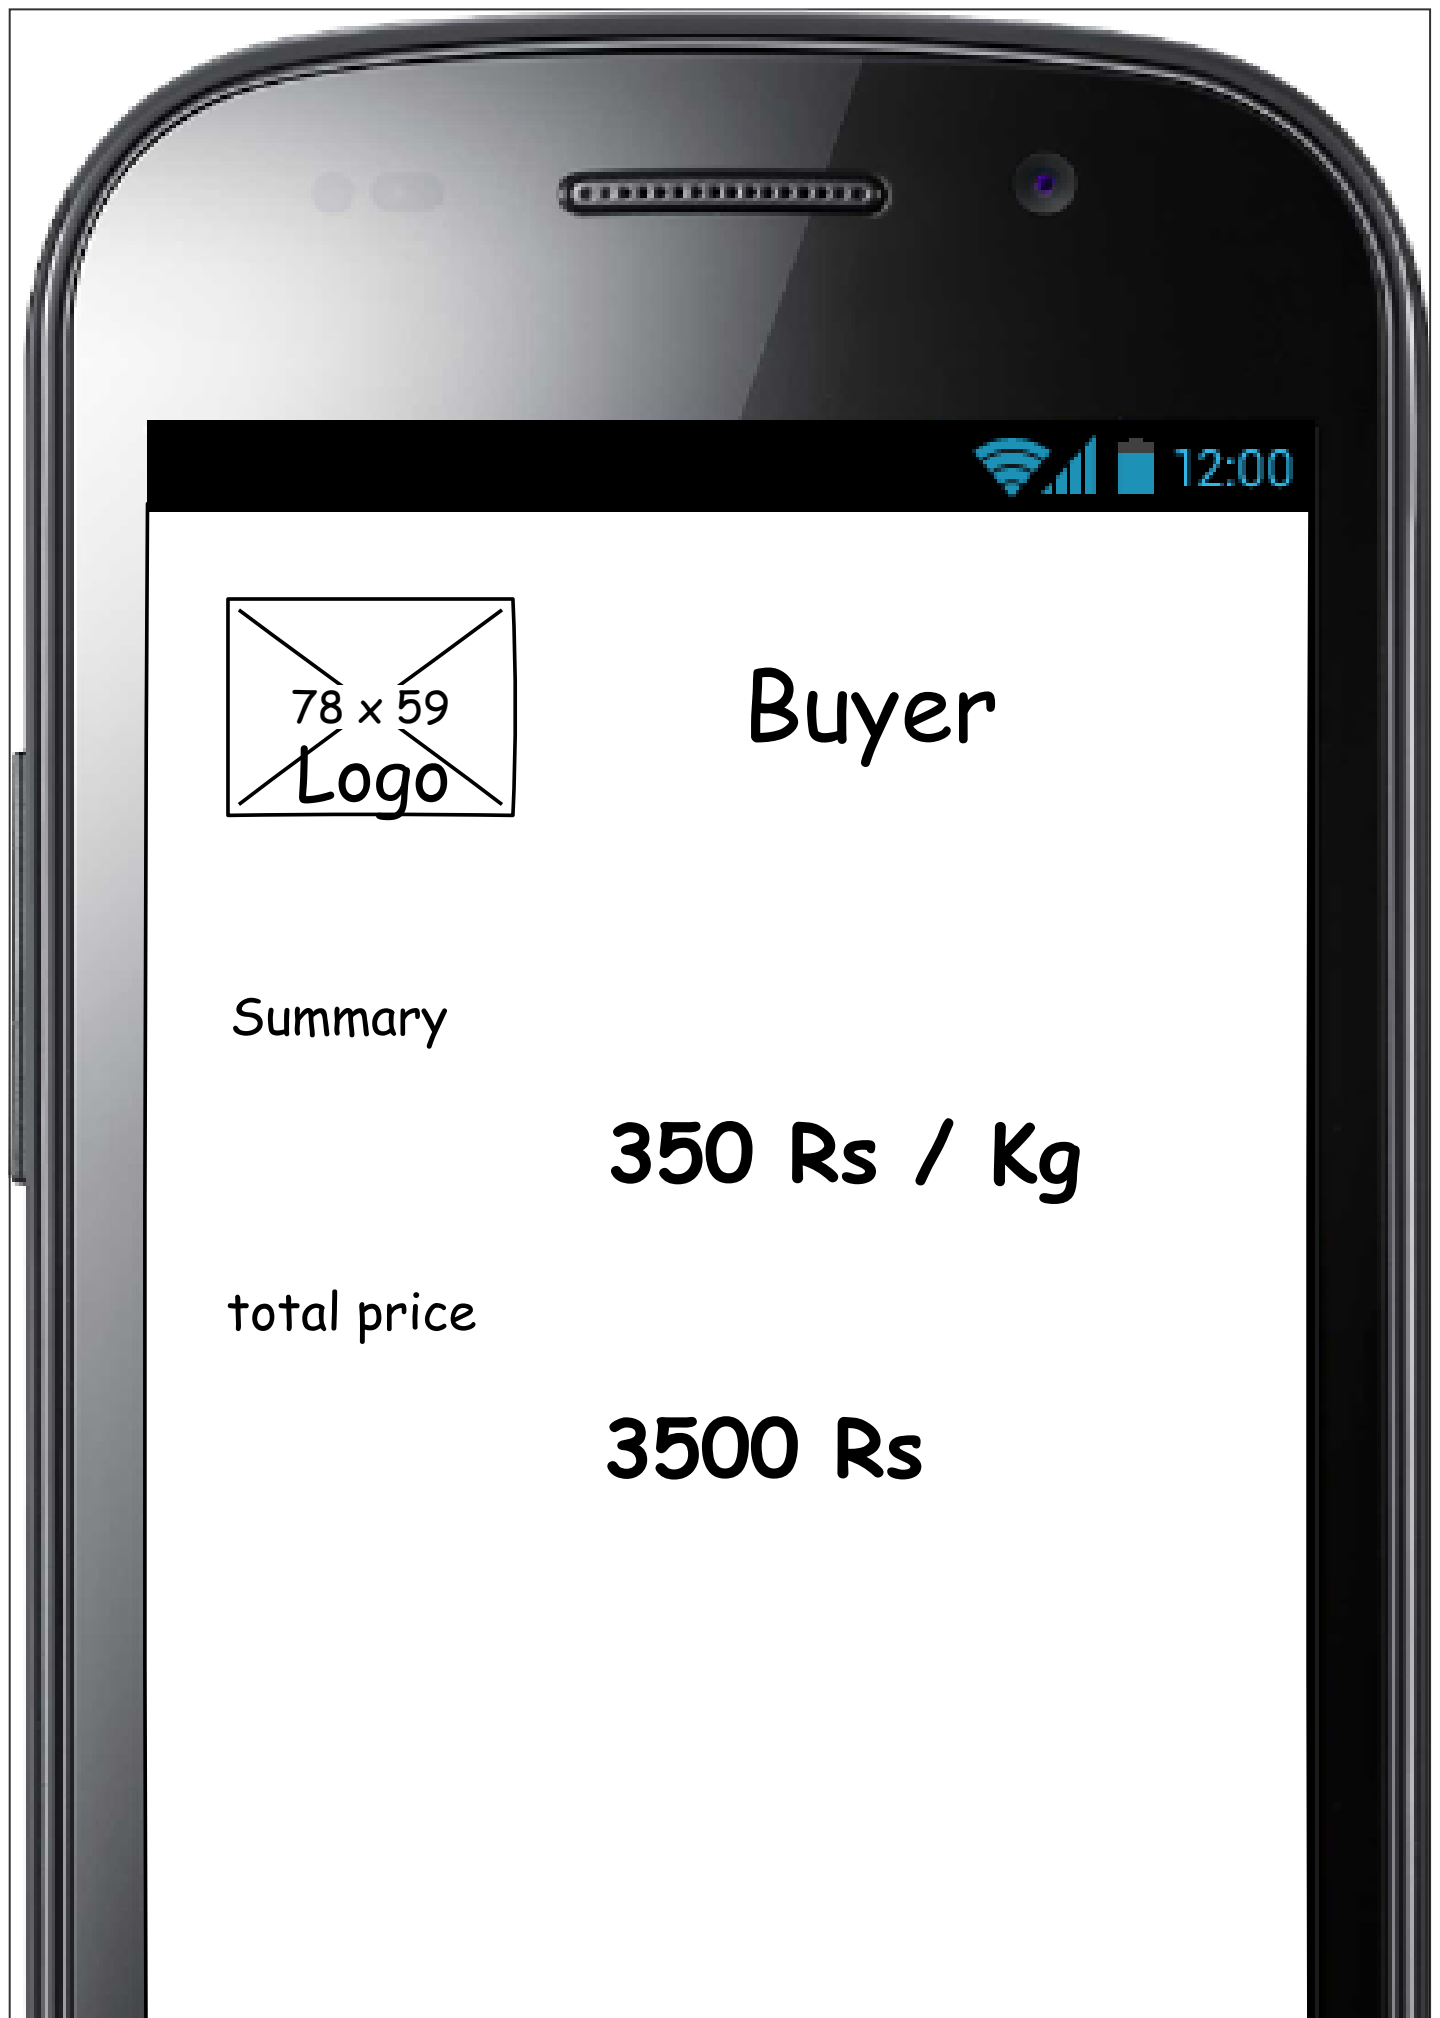 12:00
78 x 59
Logo
Buyer
Summary
350 Rs / Kg
total price
3500 Rs